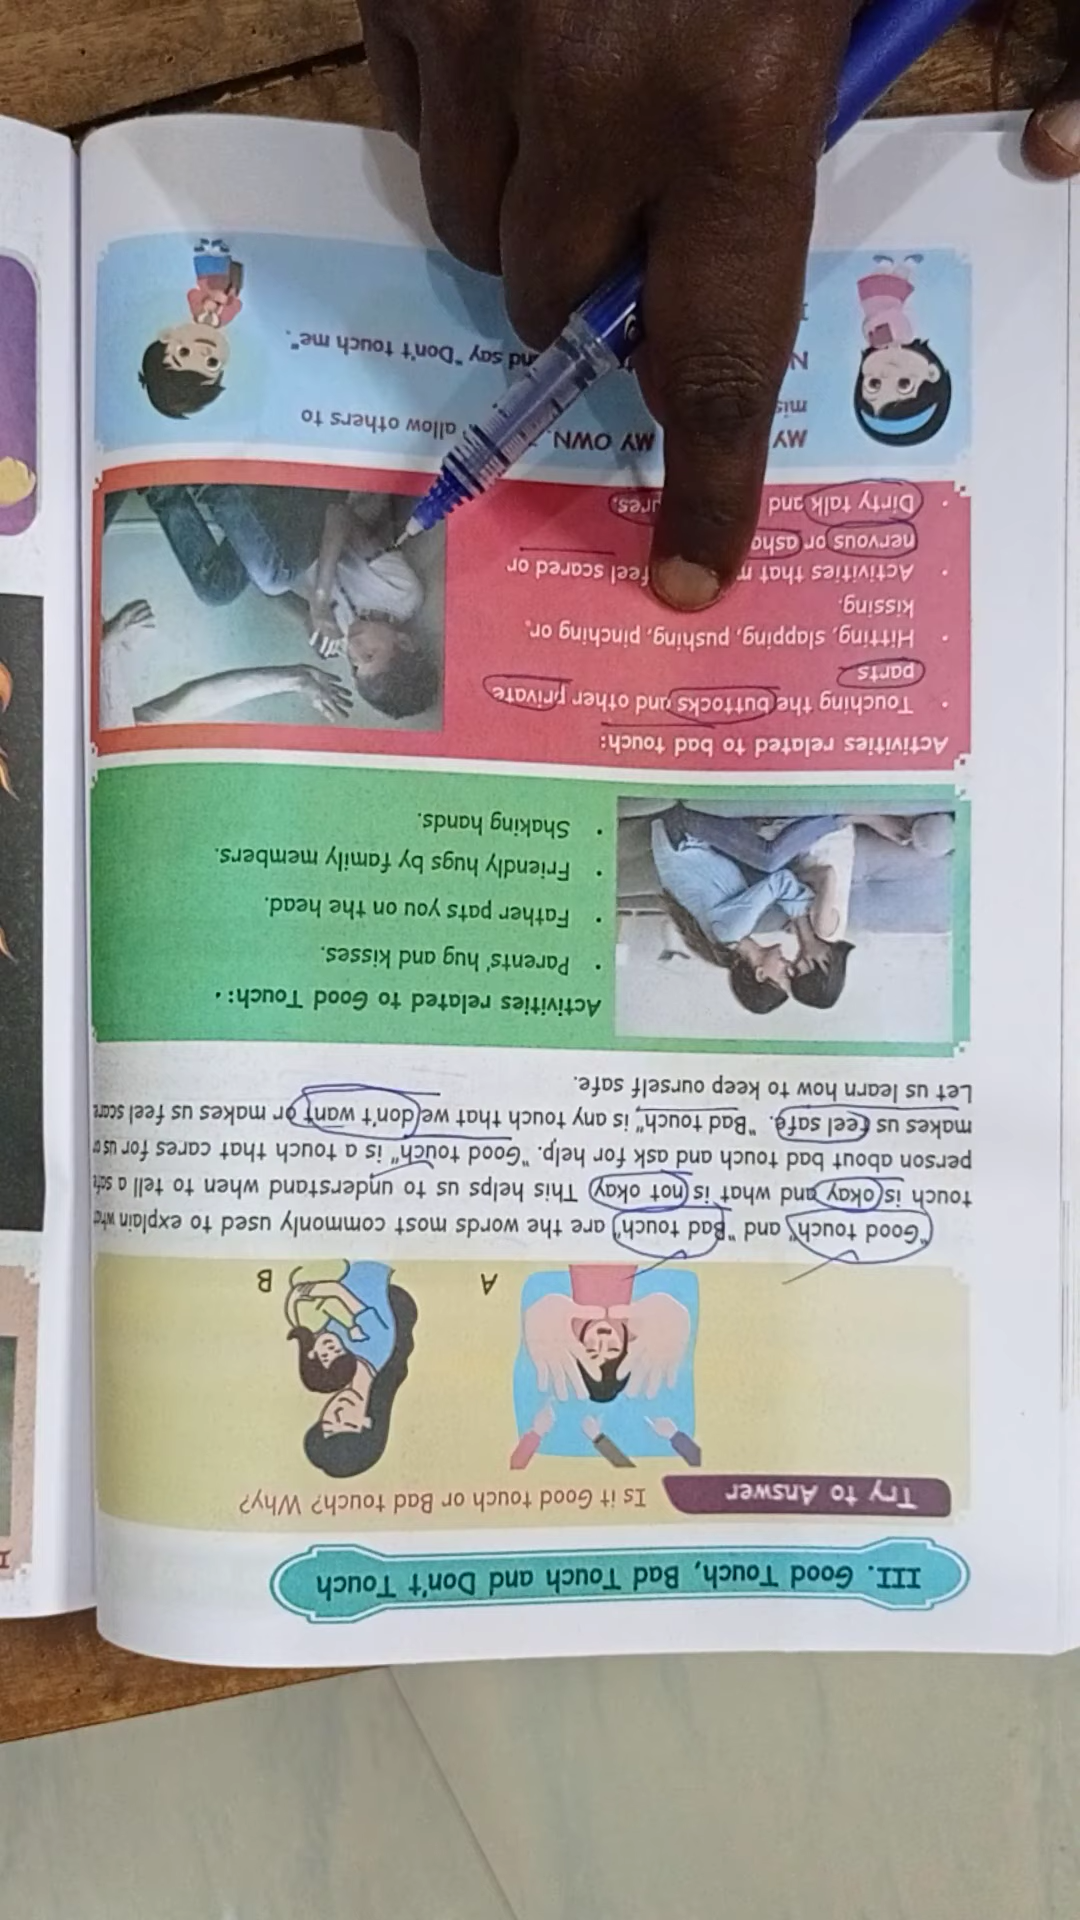 III. Good Touch, Bad Touch and Don't Touch
Try to Answer Is it Good touch or Bad touch? Why?
A B
"Good touch" and "Bad touch" are the words most commonly used to explain
touch is okay and what is not okay This helps us to understand when to tell a
person about bad touch and ask for help. "Good touch" is a touch that cares for us
makes us feel safe. "Bad touch", is any touch that we don't want or makes us feel
Let us learn how to keep ourself safe.
Activities related to Good Touch:
• Parents' hug and kisses.
• Father pats you on the head.
• Friendly hugs by family members.
• Shaking hands.
Activities related to bad touch:
• Touching the buttocks and other private
parts
• Hitting, slapping, pushing, pinching or
kissing.
• Activities that feel scared or
nervous or
• Dirty talk and
MY MY OWN. allow others to
and say "Don't touch me".